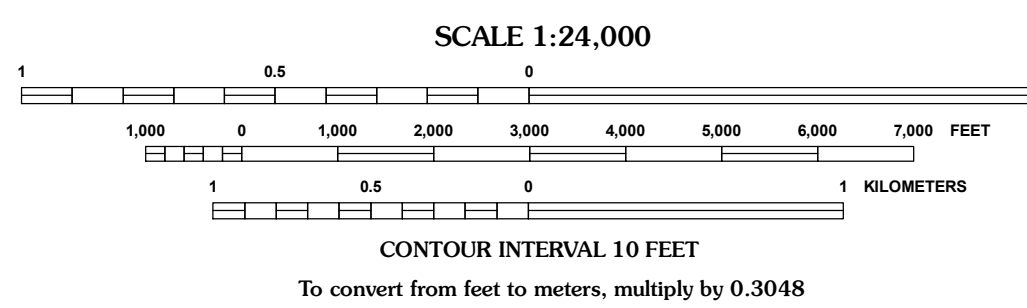 SCALE 1:24,000
1 0.5 0
1,000 0 1,000 2,000 3,000 4,000 5,000 6,000 7,000 FEET
1 0.5 0 1 KILOMETERS
CONTOUR INTERVAL 10 FEET
To convert from feet to meters, multiply by 0.3048